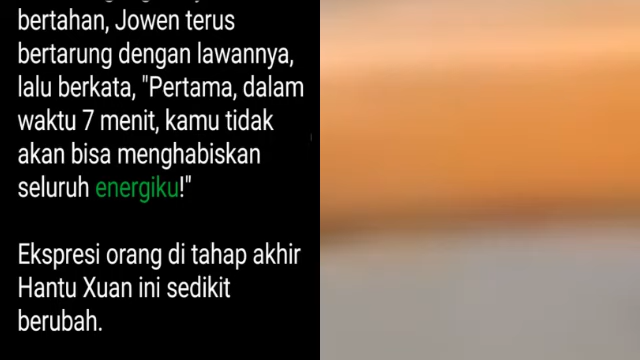 bertahan, Jowen terus
bertarung dengan lawannya,
lalu berkata, "Pertama, dalam
waktu 7 menit, kamu tidak
akan bisa menghabiskan
seluruh energiku!"
Ekspresi orang di tahap akhir
Hantu Xuan ini sedikit
berubah.